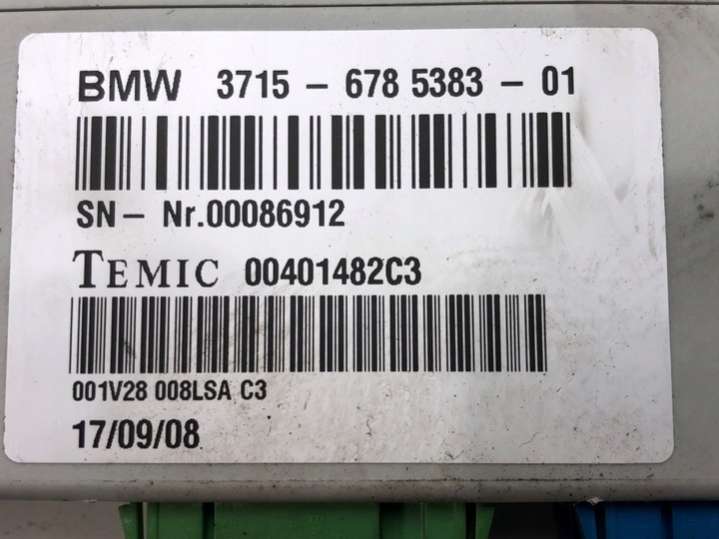 BMW 3715 - 678 5383 - 01
SN- Nr.00086912
TEMIC 00401482C3
001V28 008LSA C3
17/09/08